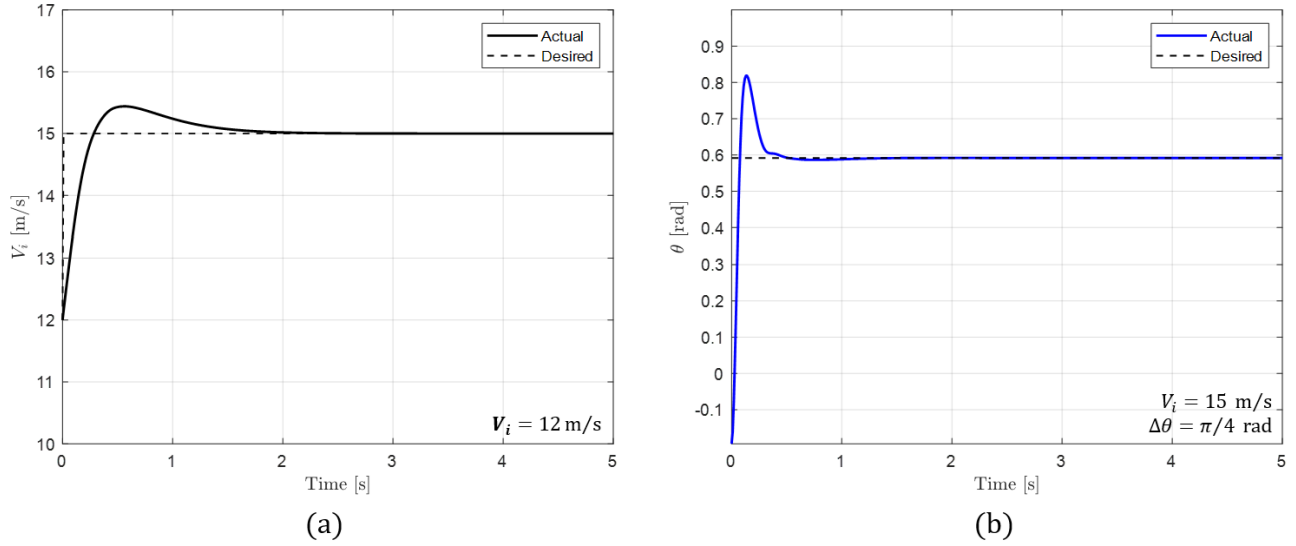 17
16
15
14
13
12
11
10
V_i [m/s]
0 1 2 3 4 5
Time [s]
Actual
Desired
V_i = 12 m/s
(a)
0.9
0.8
0.7
0.6
0.5
0.4
0.3
0.2
0.1
0
-0.1
θ [rad]
0 1 2 3 4 5
Time [s]
Actual
Desired
V_i = 15 m/s
Δθ = π/4 rad
(b)